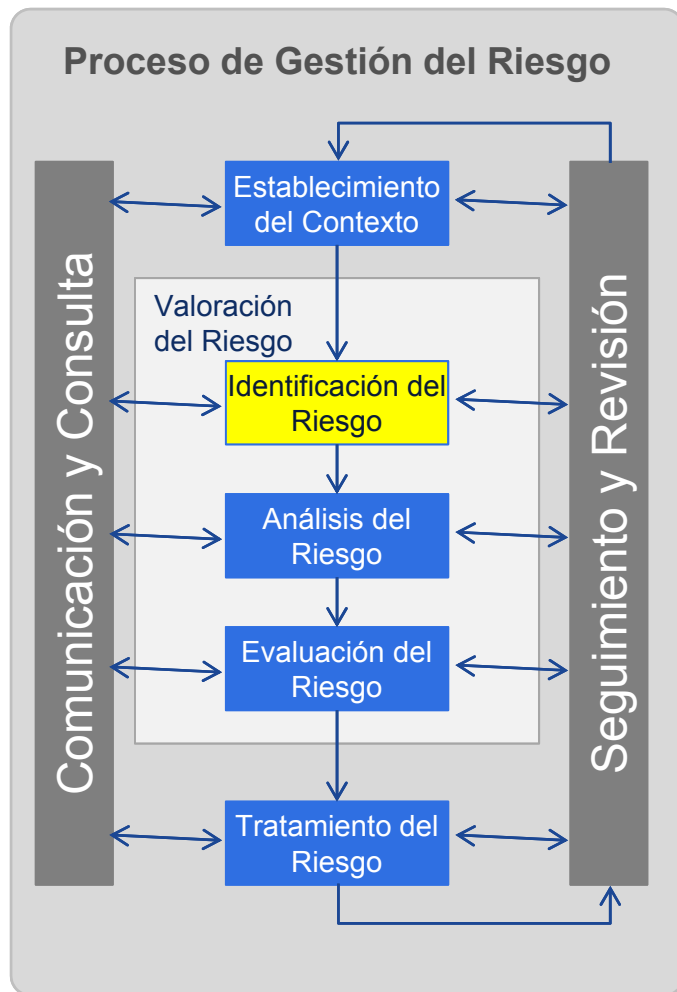 Proceso de Gestión del Riesgo
Comunicación y Consulta
Establecimiento
del Contexto
Valoración
del Riesgo
Identificación del
Riesgo
Análisis del
Riesgo
Evaluación del
Riesgo
Tratamiento del
Riesgo
Seguimiento y Revisión